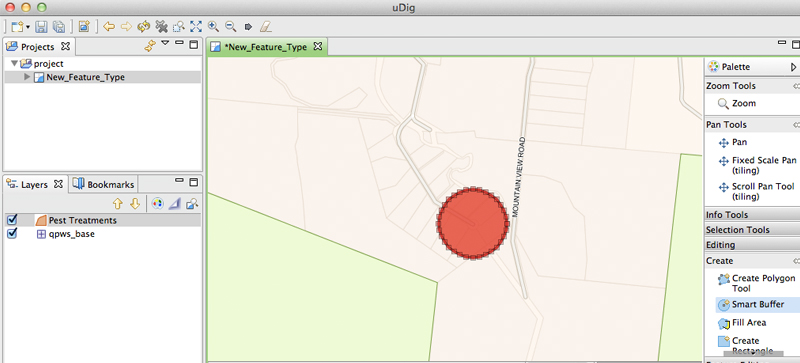 uDig
Projects
project
New_Feature_Type
Layers
Bookmarks
Pest Treatments
qpws_base
*New_Feature_Type
MOUNTAIN VIEW ROAD
Palette
Zoom Tools
Zoom
Pan Tools
Pan
Fixed Scale Pan
(tiling)
Scroll Pan Tool
(tiling)
Info Tools
Selection Tools
Editing
Create
Create Polygon
Tool
Smart Buffer
Fill Area
Create
Rectangle